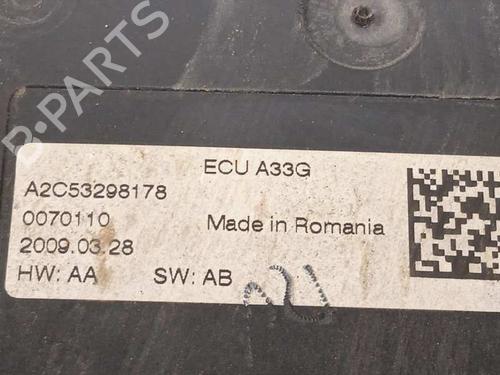 B-PARTS
ECU A33G
A2C53298178
0070110
Made in Romania
2009.03.28
HW: AA SW: AB